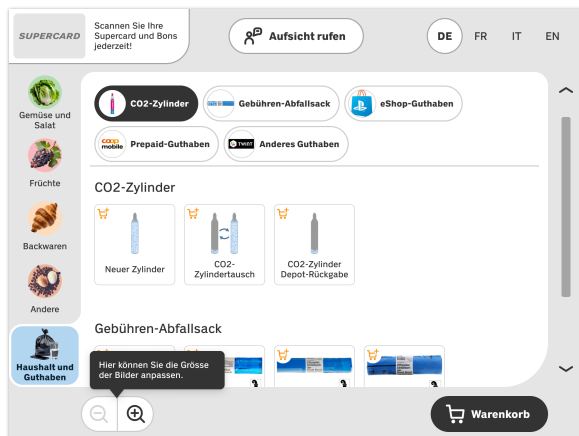 SUPERCARD
Scannen Sie Ihre
Supercard und Bons
jederzeit!
Aufsicht rufen
DE
FR
IT
EN
Gemüse und
Salat
Früchte
Backwaren
Andere
Haushalt und
Guthaben
CO2-Zylinder
Gebühren-Abfallsack
eShop-Guthaben
coop
mobile
Prepaid-Guthaben
TWINT
Anderes Guthaben
CO2-Zylinder
Neuer Zylinder
CO2-
Zylindertausch
CO2-Zylinder
Depot-Rückgabe
Gebühren-Abfallsack
Hier können Sie die Grösse
der Bilder anpassen.
Warenkorb